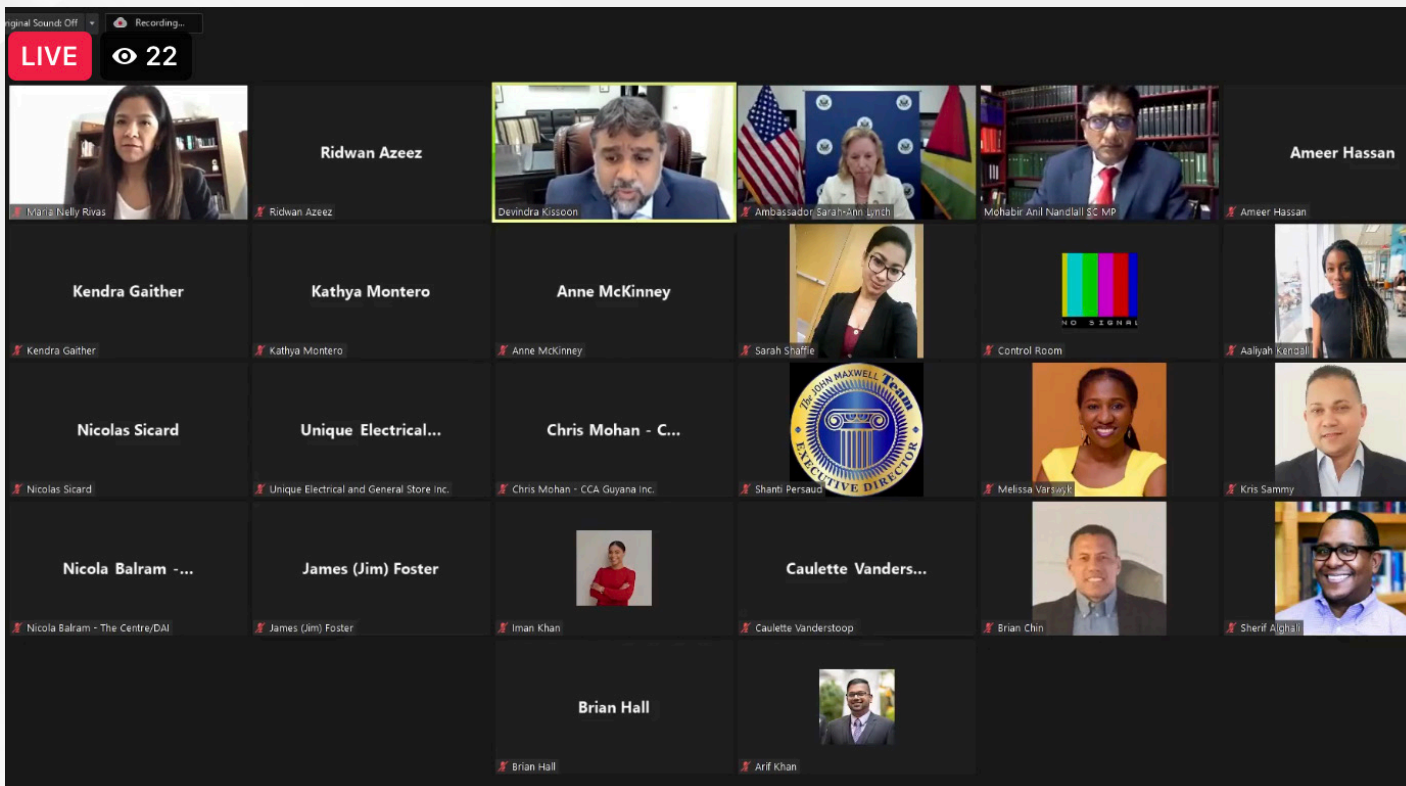 riginal Sound: Off
Recording...
LIVE
22
Maria Nelly Rivas
Ridwan Azeez
Ridwan Azeez
Devindra Kissoon
Ambassador Sarah-Ann Lynch
Mohabir Anil Nandlall SC MP
Ameer Hassan
Ameer Hassan
Kendra Gaither
Kendra Gaither
Kathya Montero
Kathya Montero
Anne McKinney
Anne McKinney
Sarah Shaffie
NO SIGNAL
Control Room
Aaliyah Kendall
Nicolas Sicard
Nicolas Sicard
Unique Electrical...
Unique Electrical and General Store Inc.
Chris Mohan - C...
Chris Mohan - CCA Guyana Inc.
The JOHN MAXWELL Team
EXECUTIVE DIRECTOR
Shanti Persaud
Melissa Varswyk
Kris Sammy
Nicola Balram -...
Nicola Balram - The Centre/DAI
James (Jim) Foster
James (Jim) Foster
Iman Khan
Caulette Vanders...
Caulette Vanderstoop
Brian Chin
Sherif Alghali
Brian Hall
Brian Hall
Arif Khan